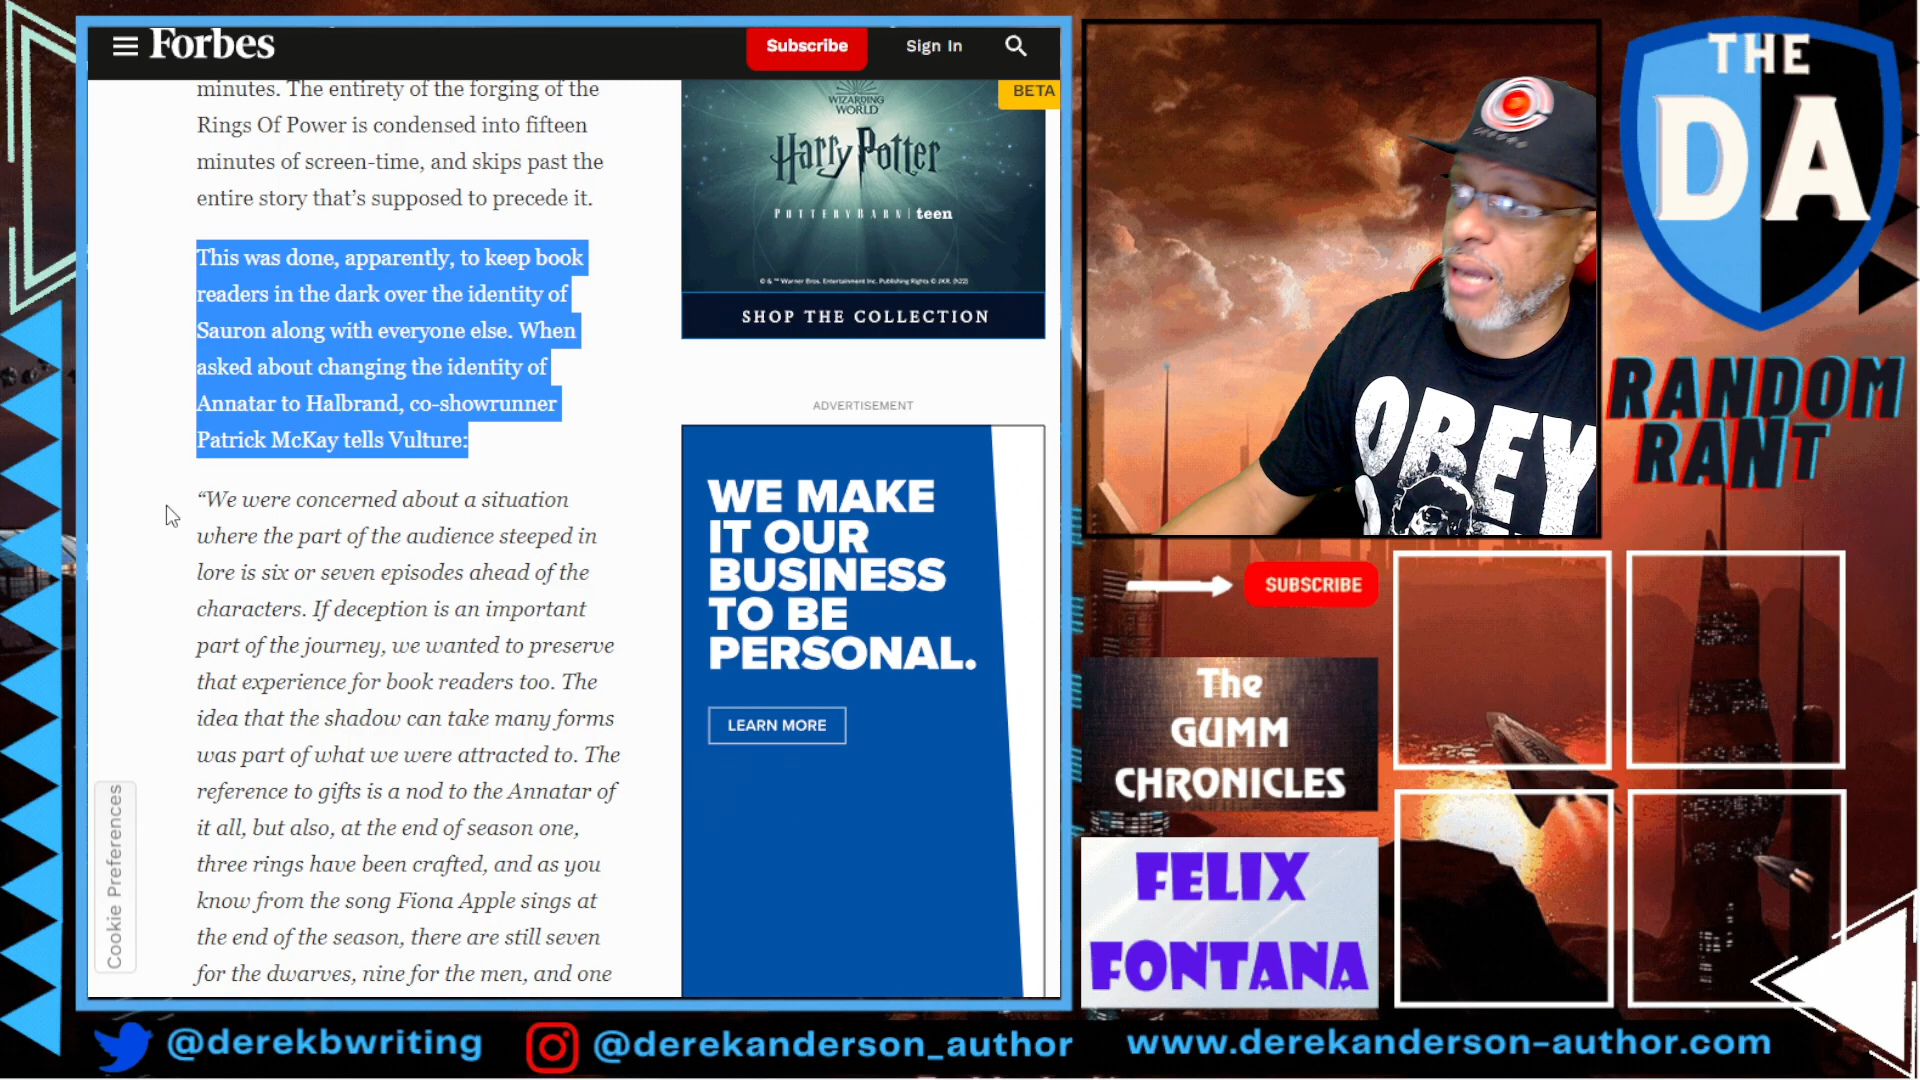 Forbes
Subscribe
Sign In
minutes. The entirety of the forging of the
Rings Of Power is condensed into fifteen
minutes of screen-time, and skips past the
entire story that's supposed to precede it.
This was done, apparently, to keep book
readers in the dark over the identity of
Sauron along with everyone else. When
asked about changing the identity of
Annatar to Halbrand, co-showrunner
Patrick McKay tells Vulture:
“We were concerned about a situation
where the part of the audience steeped in
lore is six or seven episodes ahead of the
characters. If deception is an important
part of the journey, we wanted to preserve
that experience for book readers too. The
idea that the shadow can take many forms
was part of what we were attracted to. The
reference to gifts is a nod to the Annatar of
it all, but also, at the end of season one,
three rings have been crafted, and as you
know from the song Fiona Apple sings at
the end of the season, there are still seven
for the dwarves, nine for the men, and one
Cookie Preferences
BETA
WIZARDING
WORLD
Harry Potter
POTTERYBARN | teen
© & ™ Warner Bros. Entertainment Inc. Publishing Rights © JKR. (s22)
SHOP THE COLLECTION
ADVERTISEMENT
WE MAKE
IT OUR
BUSINESS
TO BE
PERSONAL.
LEARN MORE
OBEY
THE
DA
RANDOM
RANT
SUBSCRIBE
The
GUMM
CHRONICLES
FELIX
FONTANA
@derekbwriting
@derekanderson_author
www.derekanderson-author.com